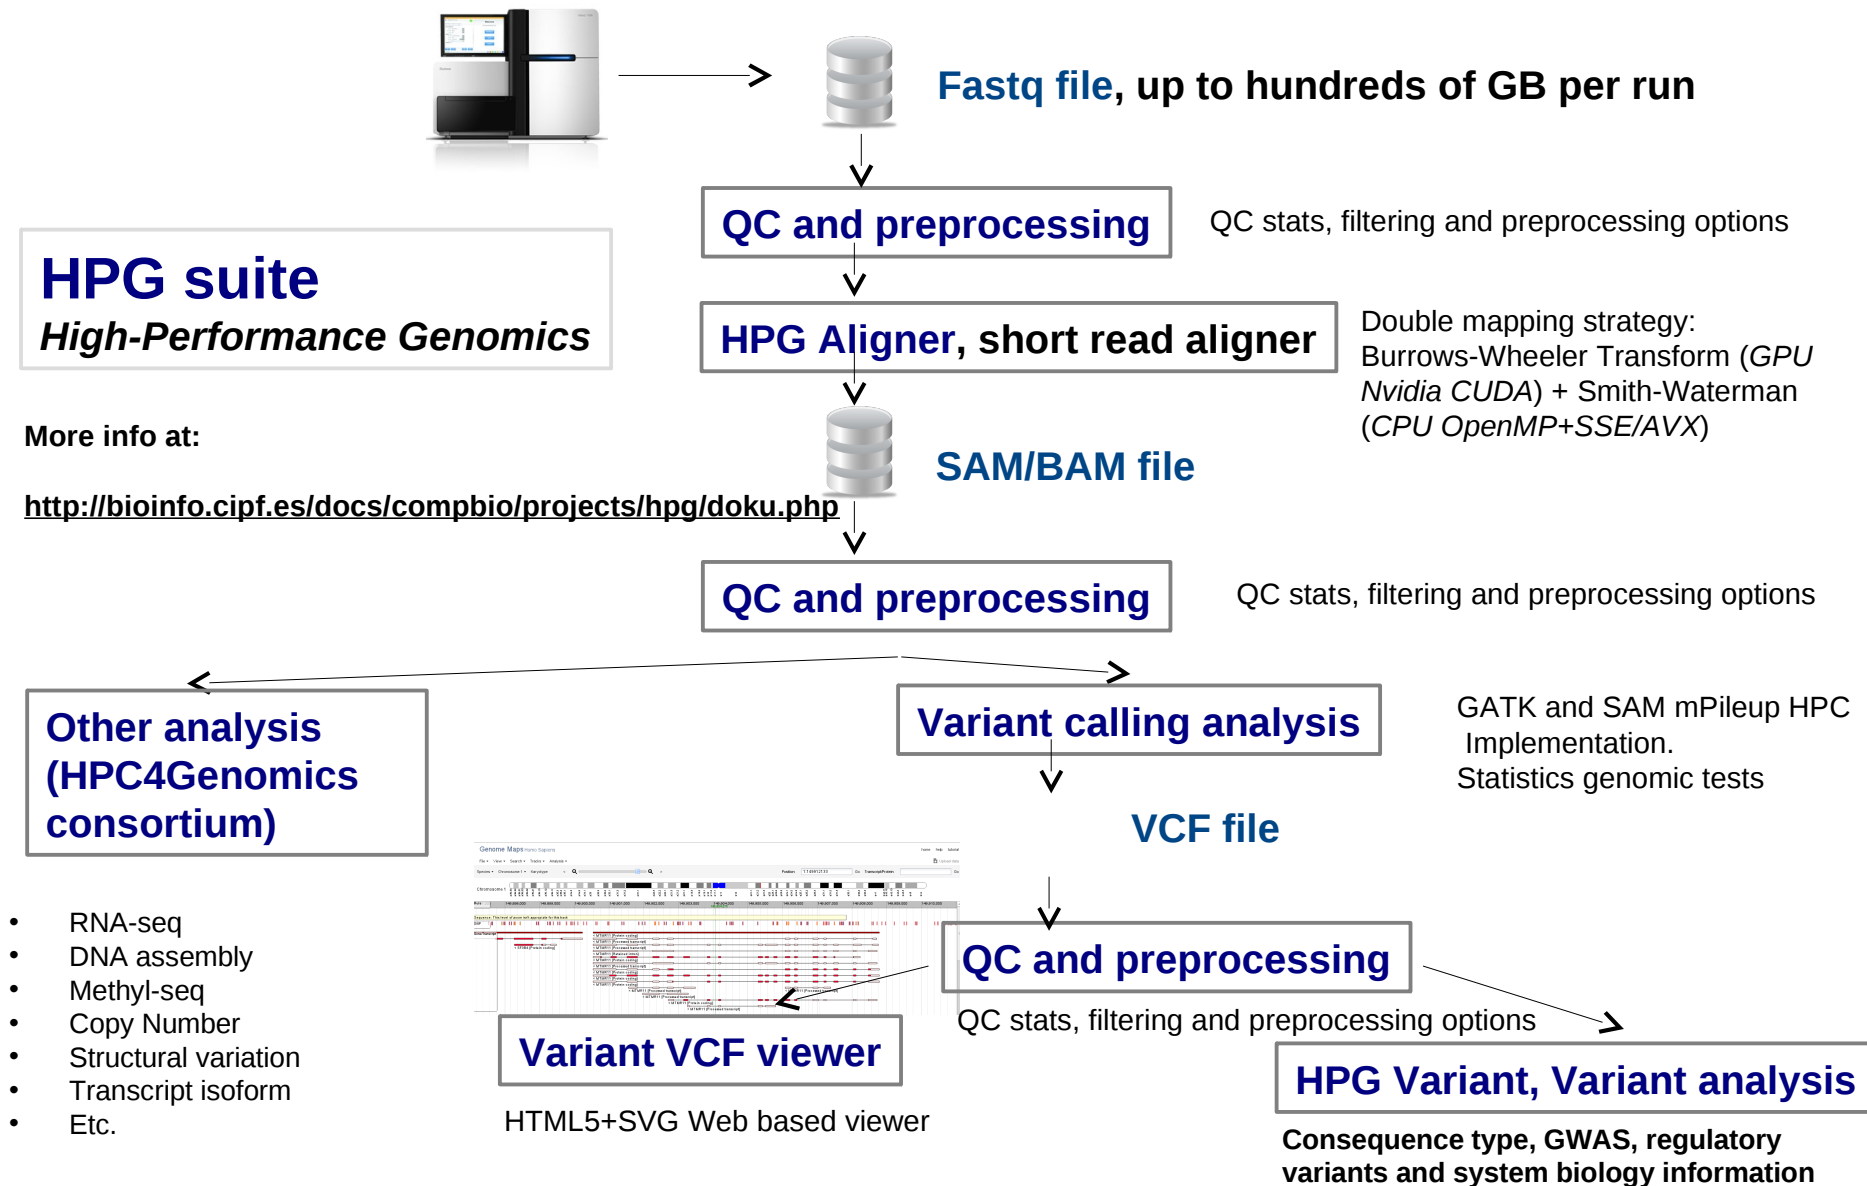 Fastq file, up to hundreds of GB per run
QC and preprocessing
QC stats, filtering and preprocessing options
HPG suite
High-Performance Genomics
HPG Aligner, short read aligner
Double mapping strategy:
Burrows-Wheeler Transform (GPU
Nvidia CUDA) + Smith-Waterman
(CPU OpenMP+SSE/AVX)
More info at:
http://bioinfo.cipf.es/docs/compbio/projects/hpg/doku.php
SAM/BAM file
QC and preprocessing
QC stats, filtering and preprocessing options
Other analysis
(HPC4Genomics
consortium)
Variant calling analysis
GATK and SAM mPileup HPC
Implementation.
Statistics genomic tests
VCF file
• RNA-seq
• DNA assembly
• Methyl-seq
• Copy Number
• Structural variation
• Transcript isoform
• Etc.
Genome Maps
Chromosome 1
QC and preprocessing
QC stats, filtering and preprocessing options
Variant VCF viewer
HTML5+SVG Web based viewer
HPG Variant, Variant analysis
Consequence type, GWAS, regulatory
variants and system biology information